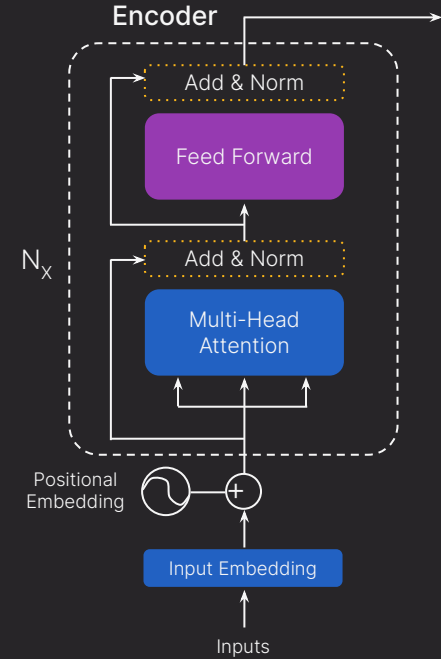 Encoder
Add & Norm
Feed Forward
Add & Norm
Nx
Multi-Head
Attention
Positional
Embedding
+
Input Embedding
Inputs